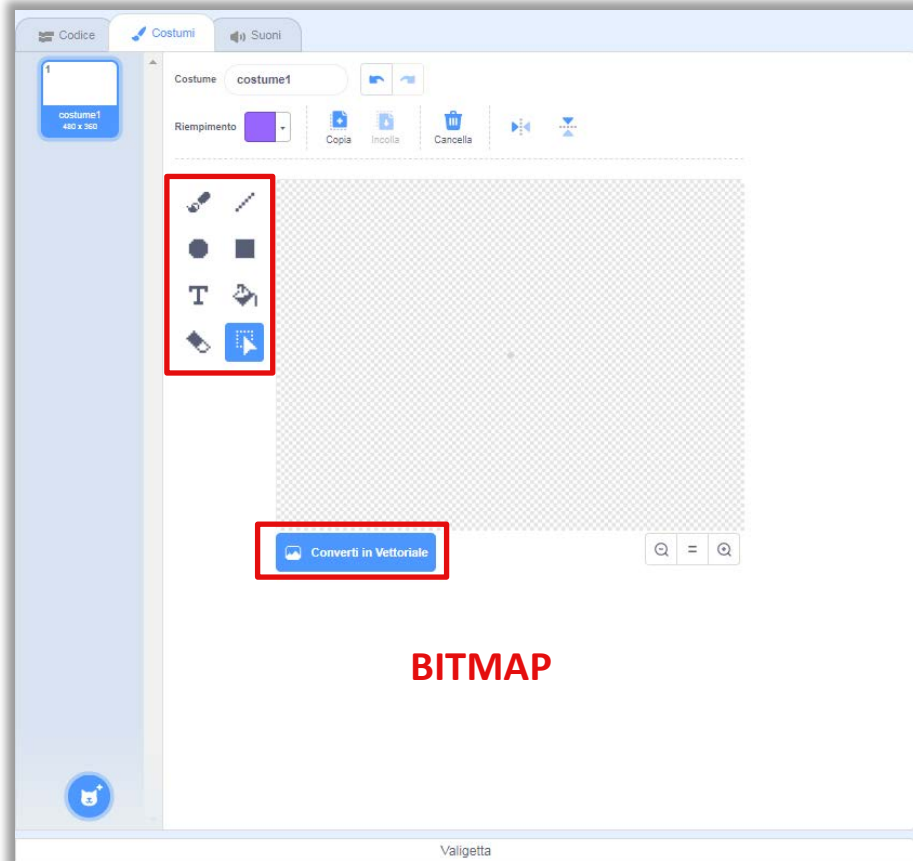 Codice
Costumi
Suoni
1
costume1
480 x 360
Costume
costume1
Riempimento
Copia
Incolla
Cancella
T
Converti in Vettoriale
=
BITMAP
Valigetta